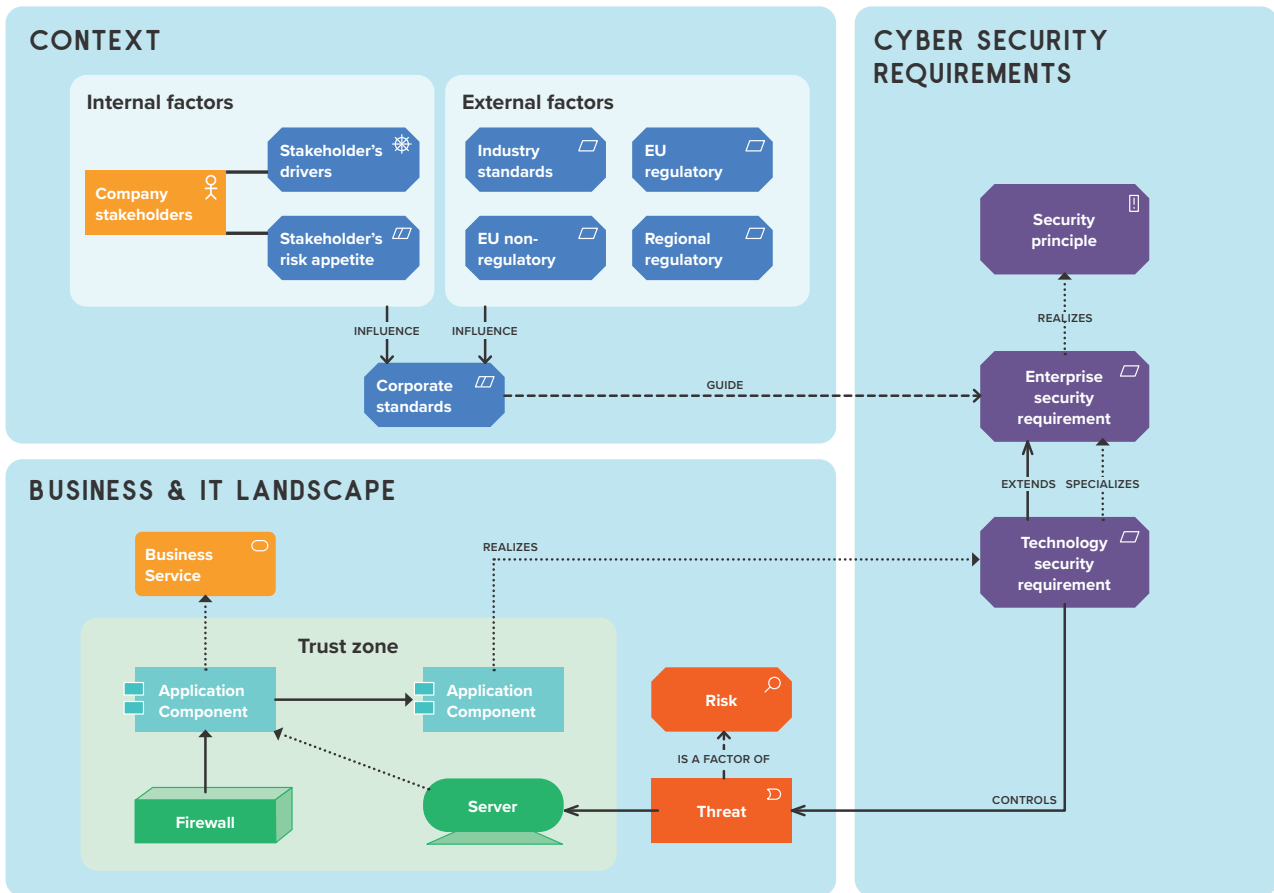 CONTEXT
Internal factors
Company
stakeholders
Stakeholder's
drivers
Stakeholder's
risk appetite
External factors
Industry
standards
EU
regulatory
EU non-
regulatory
Regional
regulatory
INFLUENCE
INFLUENCE
Corporate
standards
GUIDE
CYBER SECURITY
REQUIREMENTS
Security
principle
REALIZES
Enterprise
security
requirement
EXTENDS
SPECIALIZES
Technology
security
requirement
CONTROLS
BUSINESS & IT LANDSCAPE
Business
Service
REALIZES
Trust zone
Application
Component
Application
Component
Firewall
Server
Risk
IS A FACTOR OF
Threat